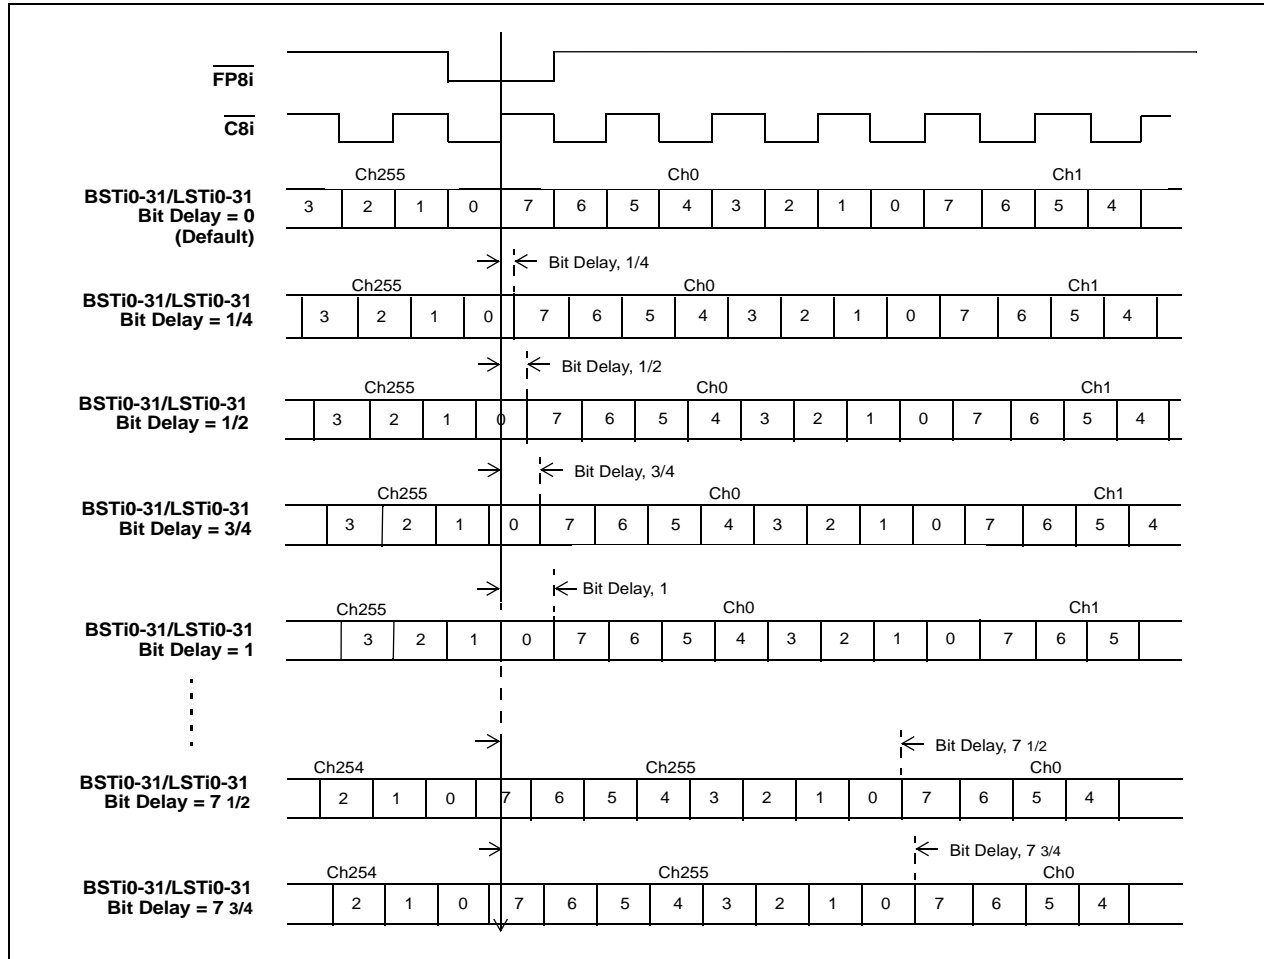 FP8i
C8i
Ch255 Ch0 Ch1
BSTi0-31/LSTi0-31
Bit Delay = 0
(Default)
3 2 1 0 7 6 5 4 3 2 1 0 7 6 5 4
Bit Delay, 1/4
Ch255 Ch0 Ch1
BSTi0-31/LSTi0-31
Bit Delay = 1/4
3 2 1 0 7 6 5 4 3 2 1 0 7 6 5 4
Bit Delay, 1/2
Ch255 Ch0 Ch1
BSTi0-31/LSTi0-31
Bit Delay = 1/2
3 2 1 0 7 6 5 4 3 2 1 0 7 6 5 4
Bit Delay, 3/4
Ch255 Ch0 Ch1
BSTi0-31/LSTi0-31
Bit Delay = 3/4
3 2 1 0 7 6 5 4 3 2 1 0 7 6 5 4
Bit Delay, 1
Ch255 Ch0 Ch1
BSTi0-31/LSTi0-31
Bit Delay = 1
3 2 1 0 7 6 5 4 3 2 1 0 7 6 5
Bit Delay, 7 1/2
Ch254 Ch255 Ch0
BSTi0-31/LSTi0-31
Bit Delay = 7 1/2
2 1 0 7 6 5 4 3 2 1 0 7 6 5 4
Bit Delay, 7 3/4
Ch254 Ch255 Ch0
BSTi0-31/LSTi0-31
Bit Delay = 7 3/4
2 1 0 7 6 5 4 3 2 1 0 7 6 5 4